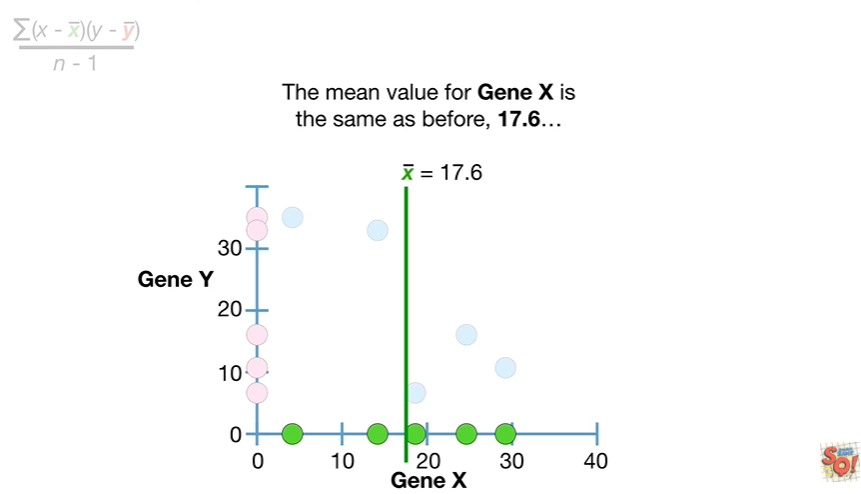 ∑(x - x̄)(y - ȳ)
n - 1
The mean value for Gene X is
the same as before, 17.6…
x̄ = 17.6
30
Gene Y
20
10
0
0 10 20 30 40
Gene X
SQ!